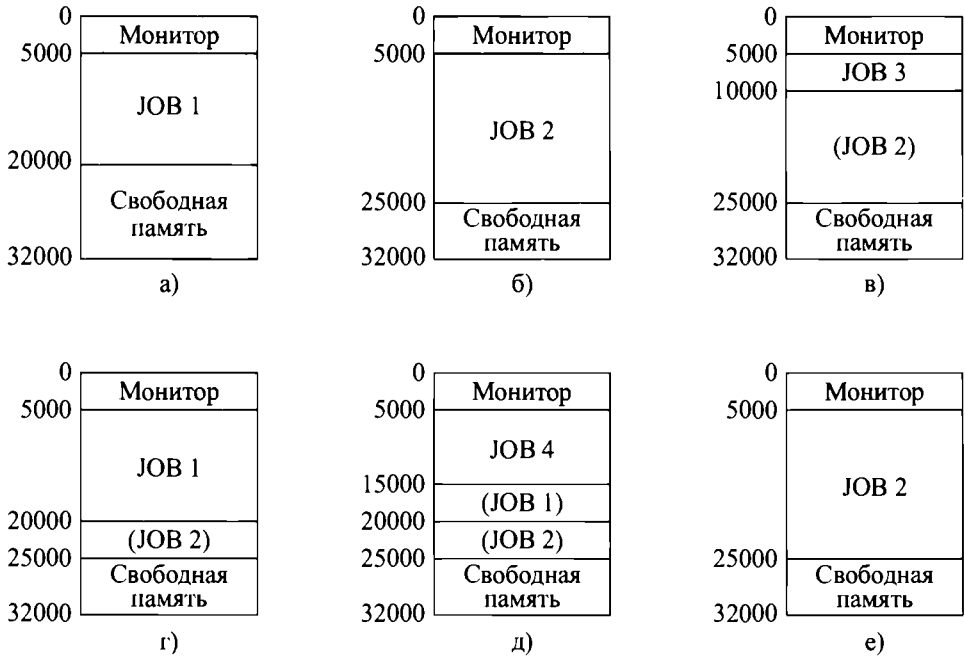 0
Монитор
5000
JOB 1
20000
Свободная
память
32000
а)
0
Монитор
5000
JOB 2
25000
Свободная
память
32000
б)
0
Монитор
5000
JOB 3
10000
(JOB 2)
25000
Свободная
память
32000
в)
0
Монитор
5000
JOB 1
20000
(JOB 2)
25000
Свободная
память
32000
г)
0
Монитор
5000
JOB 4
15000
(JOB 1)
20000
(JOB 2)
25000
Свободная
память
32000
д)
0
Монитор
5000
JOB 2
25000
Свободная
память
32000
е)